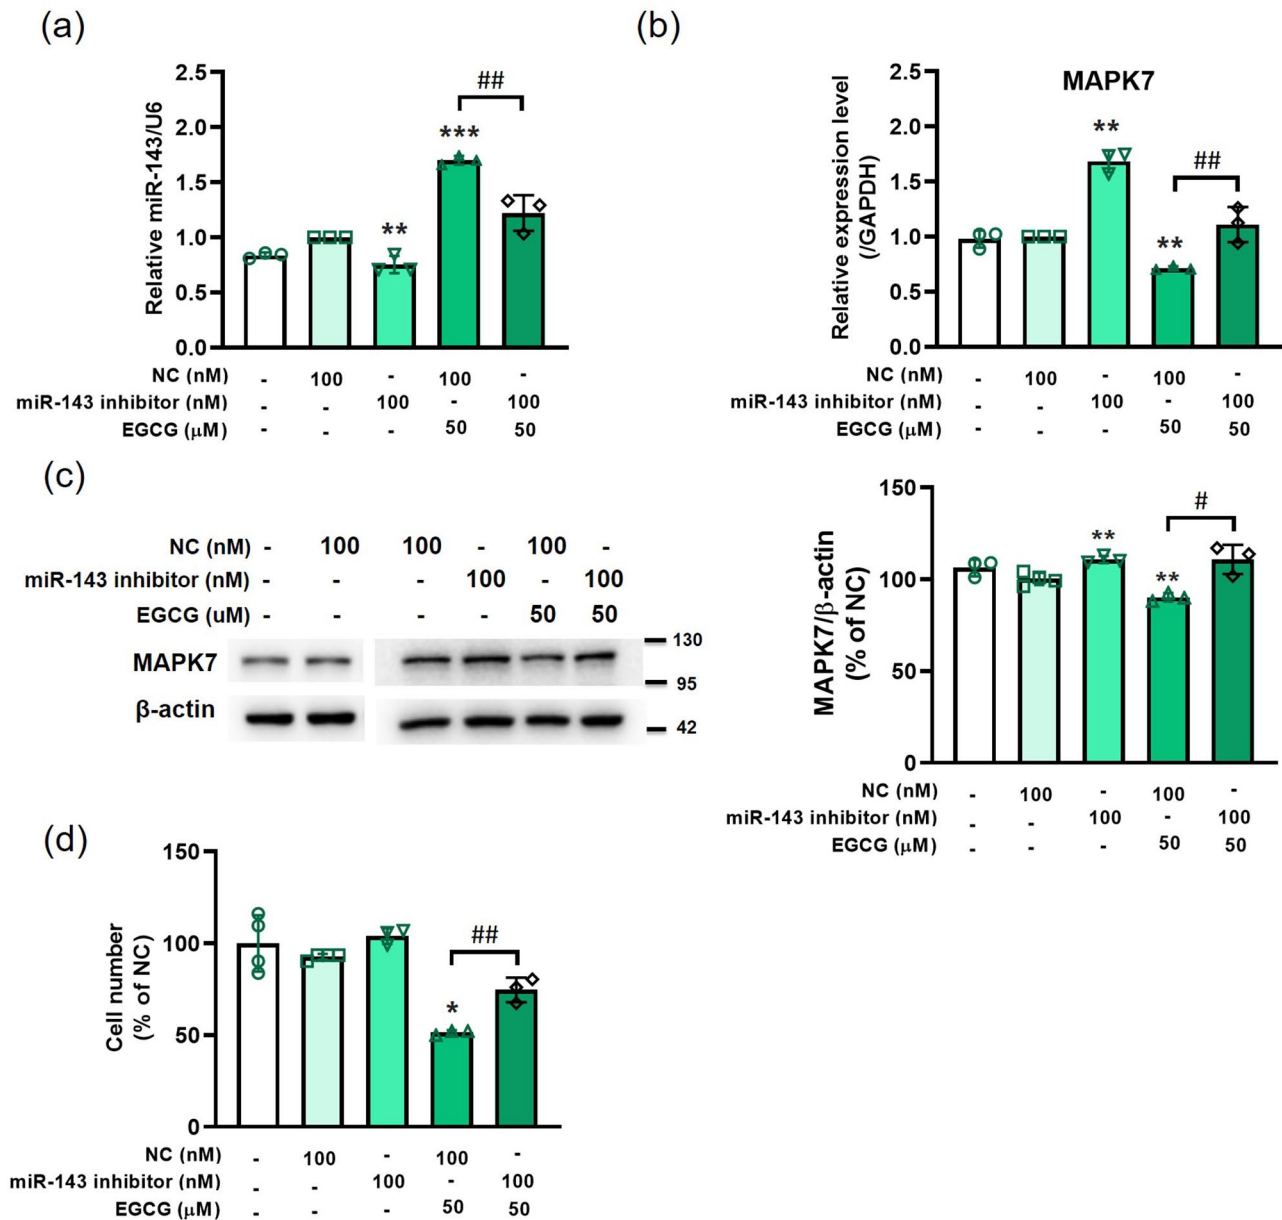 (a)
2.5
2.0
1.5
1.0
0.5
0.0
Relative miR-143/U6
**
***
##
NC (nM) - 100 - 100 -
miR-143 inhibitor (nM) - - 100 - 100
EGCG (μM) - - - 50 50
(b)
MAPK7
2.5
2.0
1.5
1.0
0.5
0.0
Relative expression level
(/GAPDH)
**
**
##
NC (nM) - 100 - 100 -
miR-143 inhibitor (nM) - - 100 - 100
EGCG (μM) - - - 50 50
(c)
NC (nM) - 100 100 - 100 -
miR-143 inhibitor (nM) - - - 100 - 100
EGCG (uM) - - - - 50 50
MAPK7
β-actin
130
95
42
150
100
50
0
MAPK7/β-actin
(% of NC)
**
**
#
NC (nM) - 100 - 100 -
miR-143 inhibitor (nM) - - 100 - 100
EGCG (μM) - - - 50 50
(d)
150
100
50
0
Cell number
(% of NC)
*
##
NC (nM) - 100 - 100 -
miR-143 inhibitor (nM) - - 100 - 100
EGCG (μM) - - - 50 50